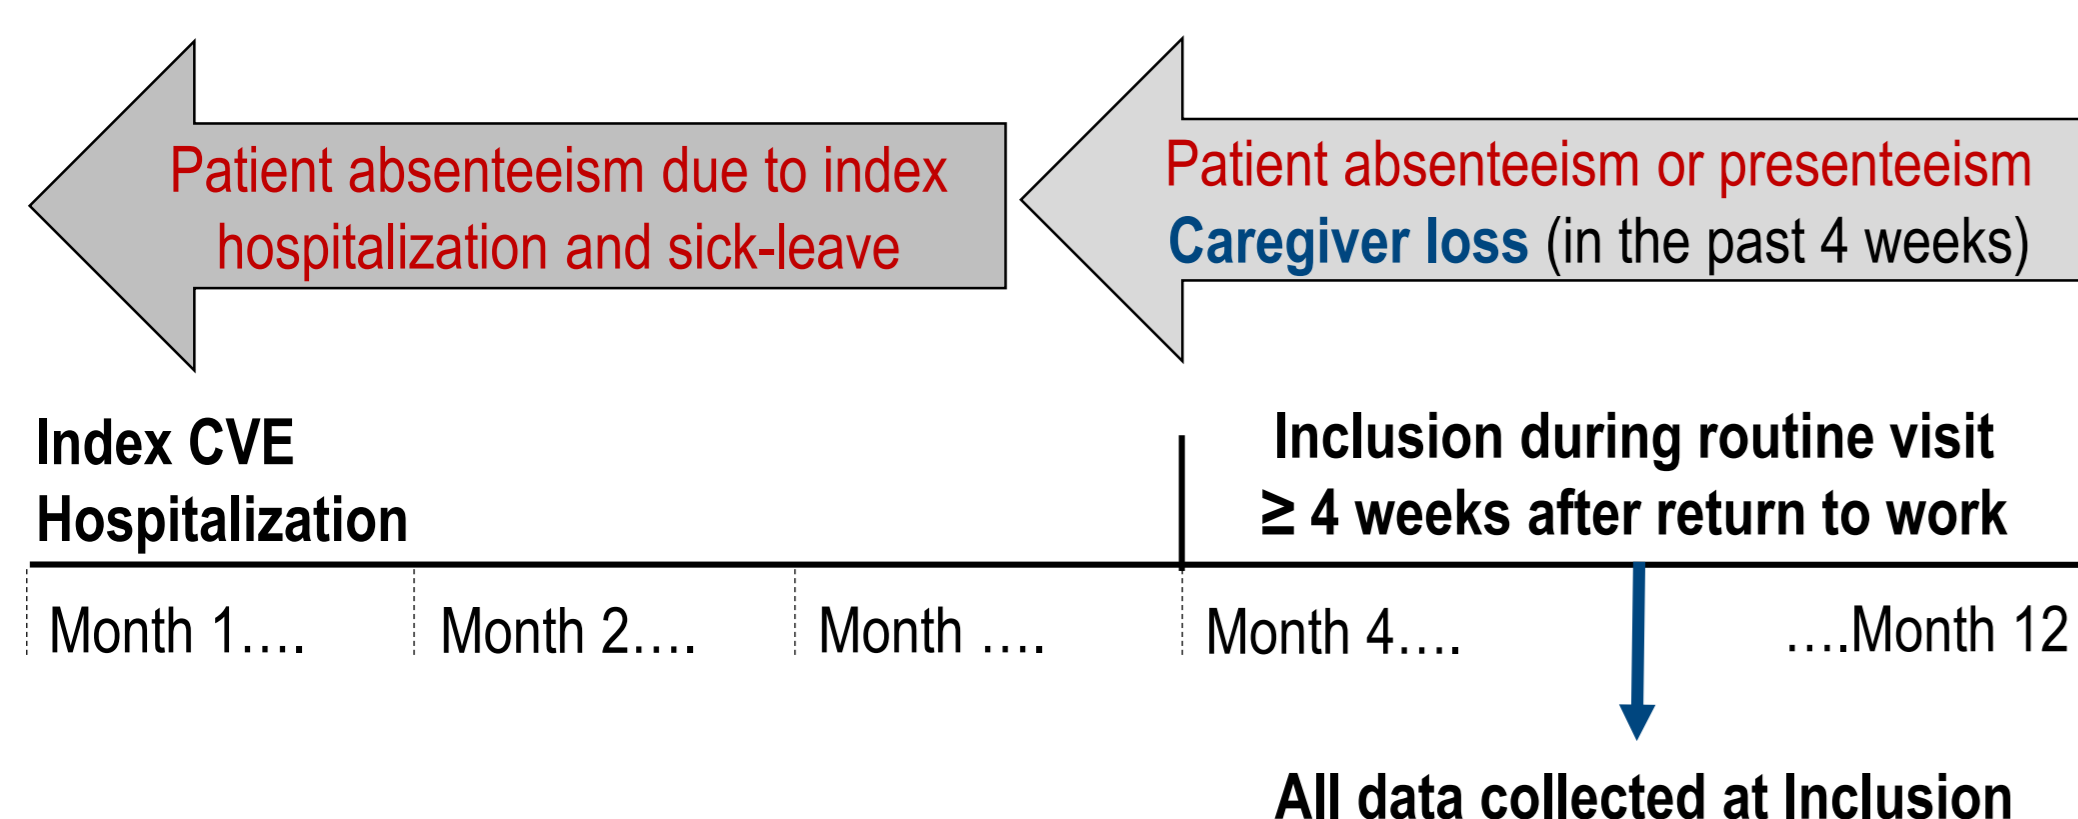 Patient absenteeism due to index
hospitalization and sick-leave
Patient absenteeism or presenteeism
Caregiver loss (in the past 4 weeks)
Index CVE
Hospitalization
Inclusion during routine visit
≥ 4 weeks after return to work
Month 1....
Month 2....
Month ....
Month 4....
....Month 12
All data collected at Inclusion